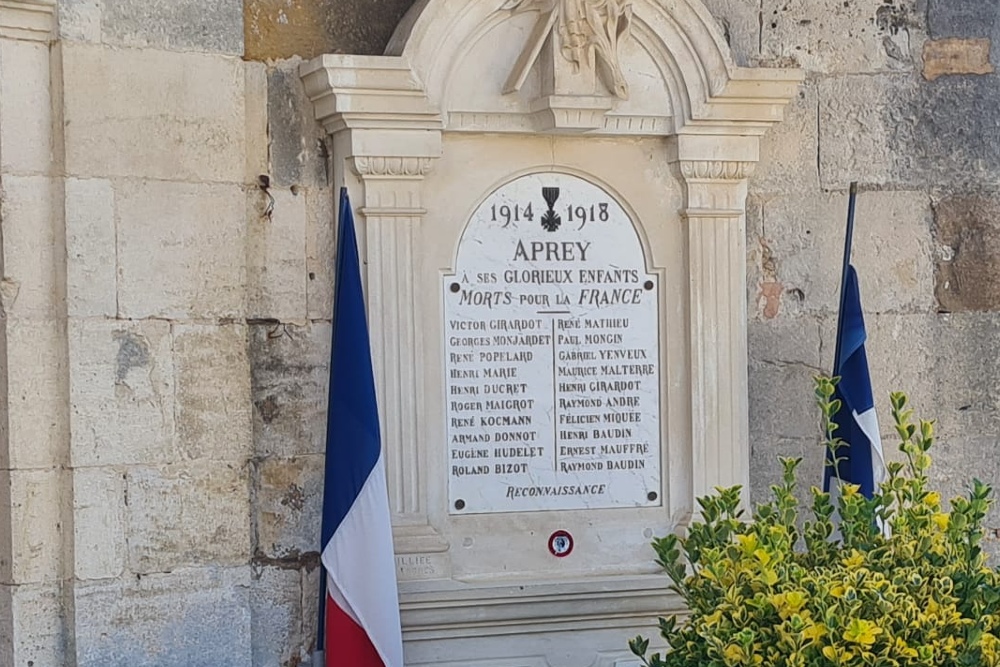 1914 1918
APREY
À SES GLORIEUX ENFANTS
MORTS POUR LA FRANCE
VICTOR GIRARDOT
GEORGES MONJARDET
RENÉ POPELARD
HENRI MARIE
HENRI DUCRET
ROGER MAIGROT
RENÉ KOCMANN
ARMAND DONNOT
EUGÈNE HUDELET
ROLAND BIZOT
RENÉ MATHIEU
PAUL MONGIN
GABRIEL YENVEUX
MAURICE MALTERRE
HENRI GIRARDOT
RAYMOND ANDRÉ
FÉLICIEN MIQUÉE
HENRI BAUDIN
ERNEST MAUFFRÉ
RAYMOND BAUDIN
RECONNAISSANCE